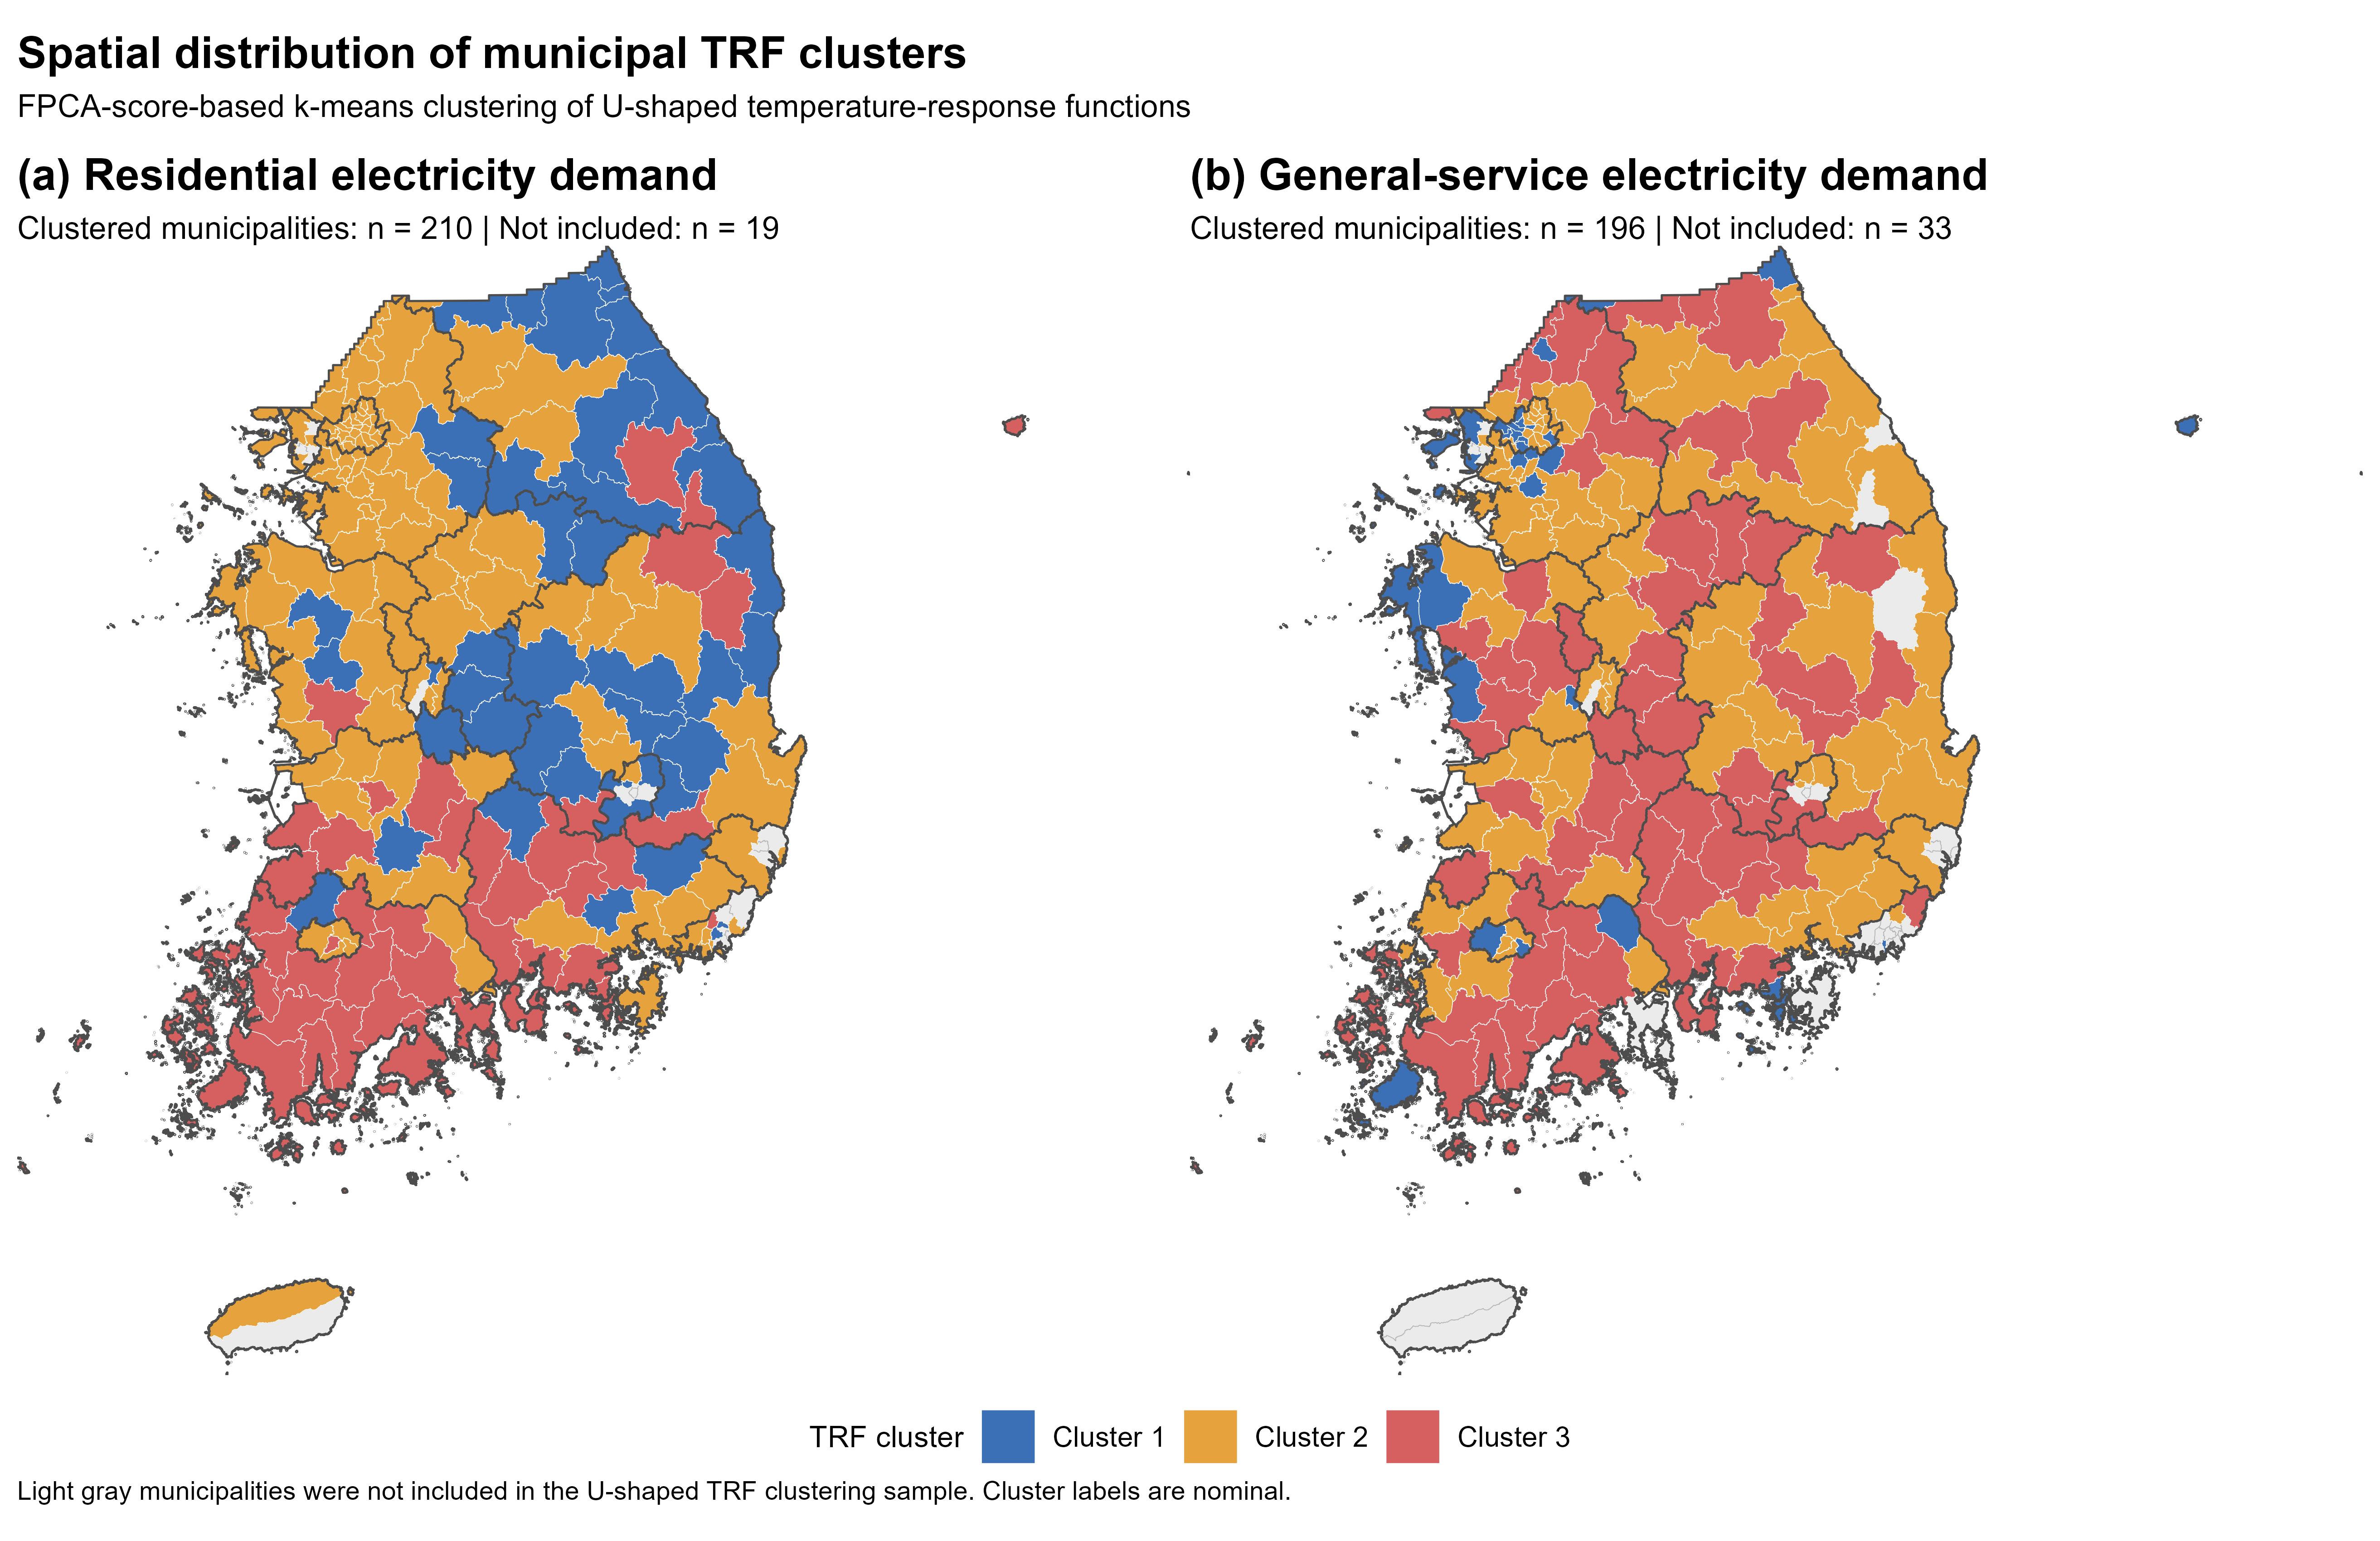 Spatial distribution of municipal TRF clusters
FPCA-score-based k-means clustering of U-shaped temperature-response functions
(a) Residential electricity demand
Clustered municipalities: n = 210 | Not included: n = 19
(b) General-service electricity demand
Clustered municipalities: n = 196 | Not included: n = 33
TRF cluster
Cluster 1
Cluster 2
Cluster 3
Light gray municipalities were not included in the U-shaped TRF clustering sample. Cluster labels are nominal.